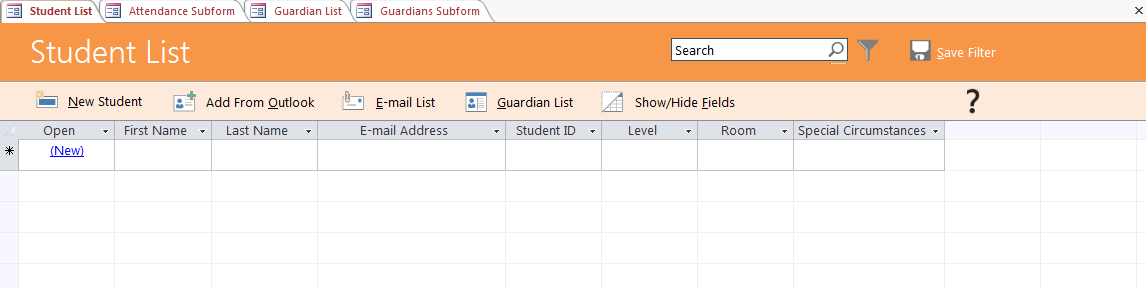 Student List Attendance Subform Guardian List Guardians Subform
Student List
Search
Save Filter
New Student Add From Outlook E-mail List Guardian List Show/Hide Fields ?
Open First Name Last Name E-mail Address Student ID Level Room Special Circumstances
(New)